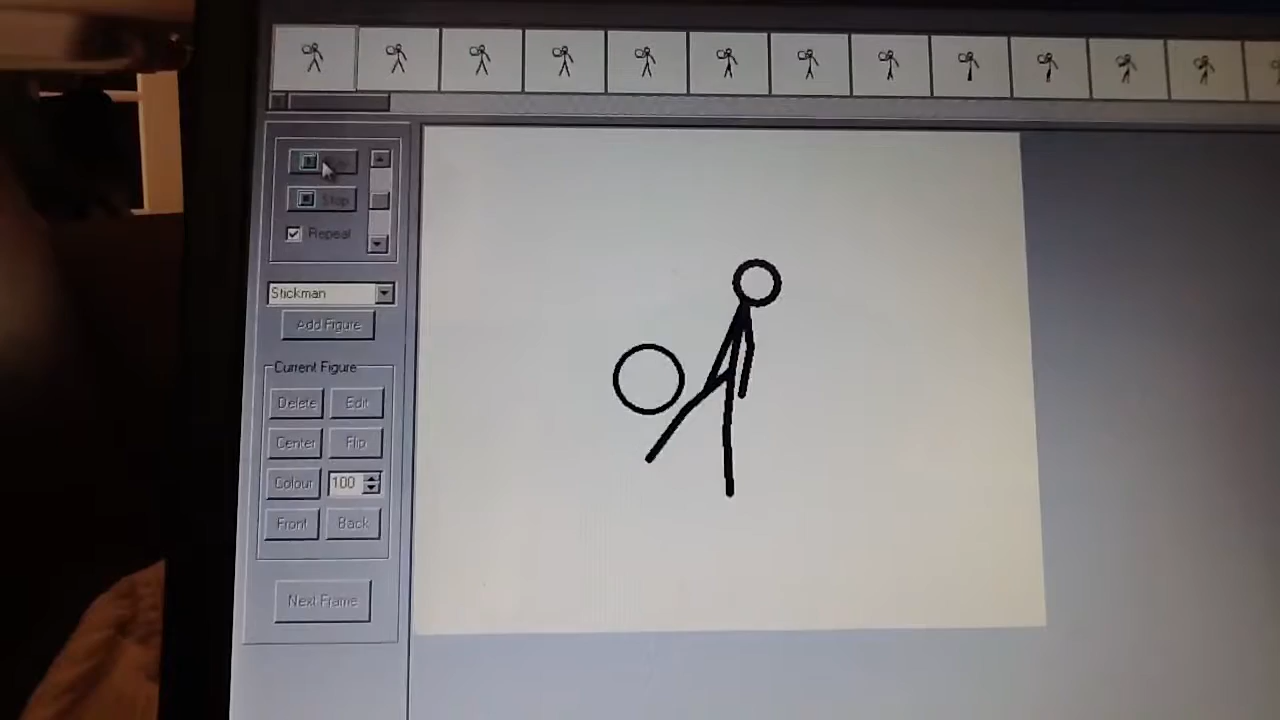 Stop
Repeat
Stickman
Add Figure
Current Figure
Delete Edit
Center Flip
Colour 100
Front Back
Next Frame